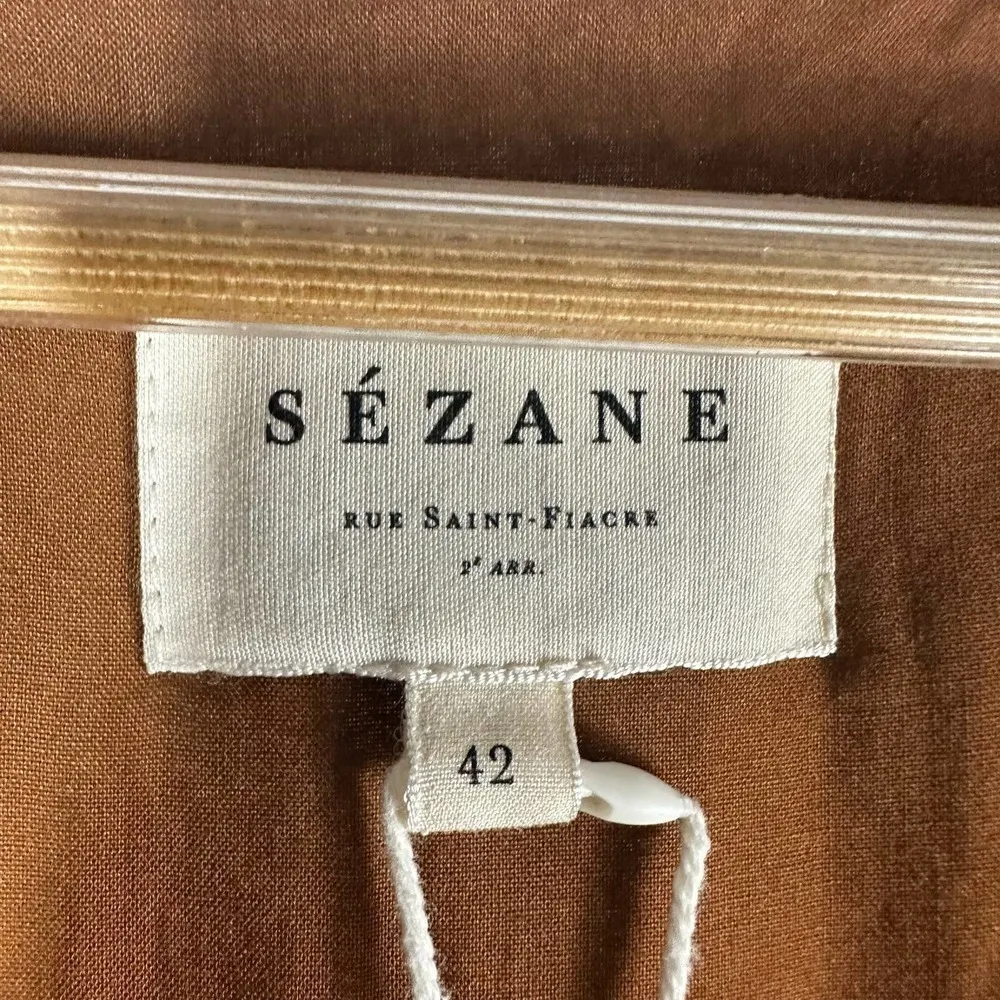 SÉZANE
RUE SAINT-FIACRE
2ᵉ ARR.
42